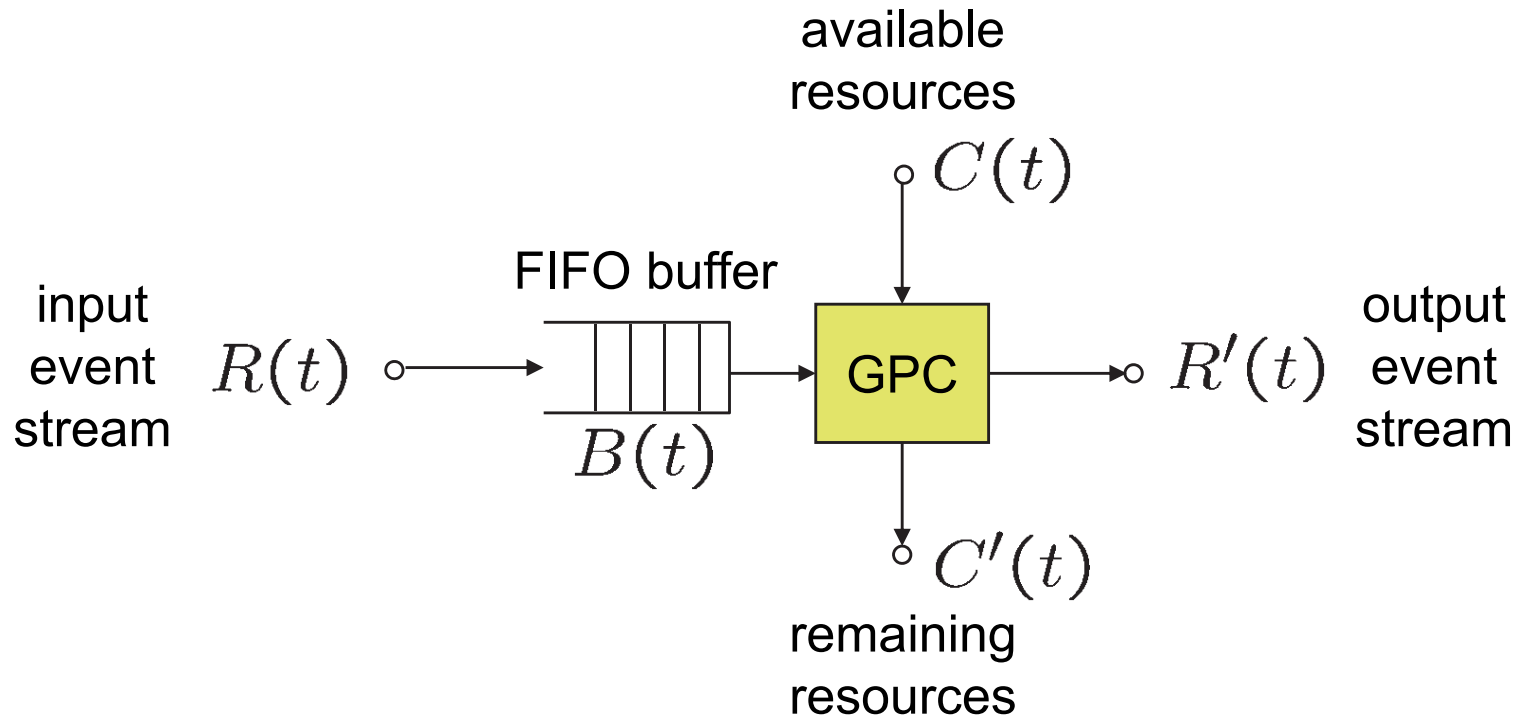 available
resources
C(t)
FIFO buffer
input
event
stream
R(t)
B(t)
GPC
R'(t)
output
event
stream
C'(t)
remaining
resources